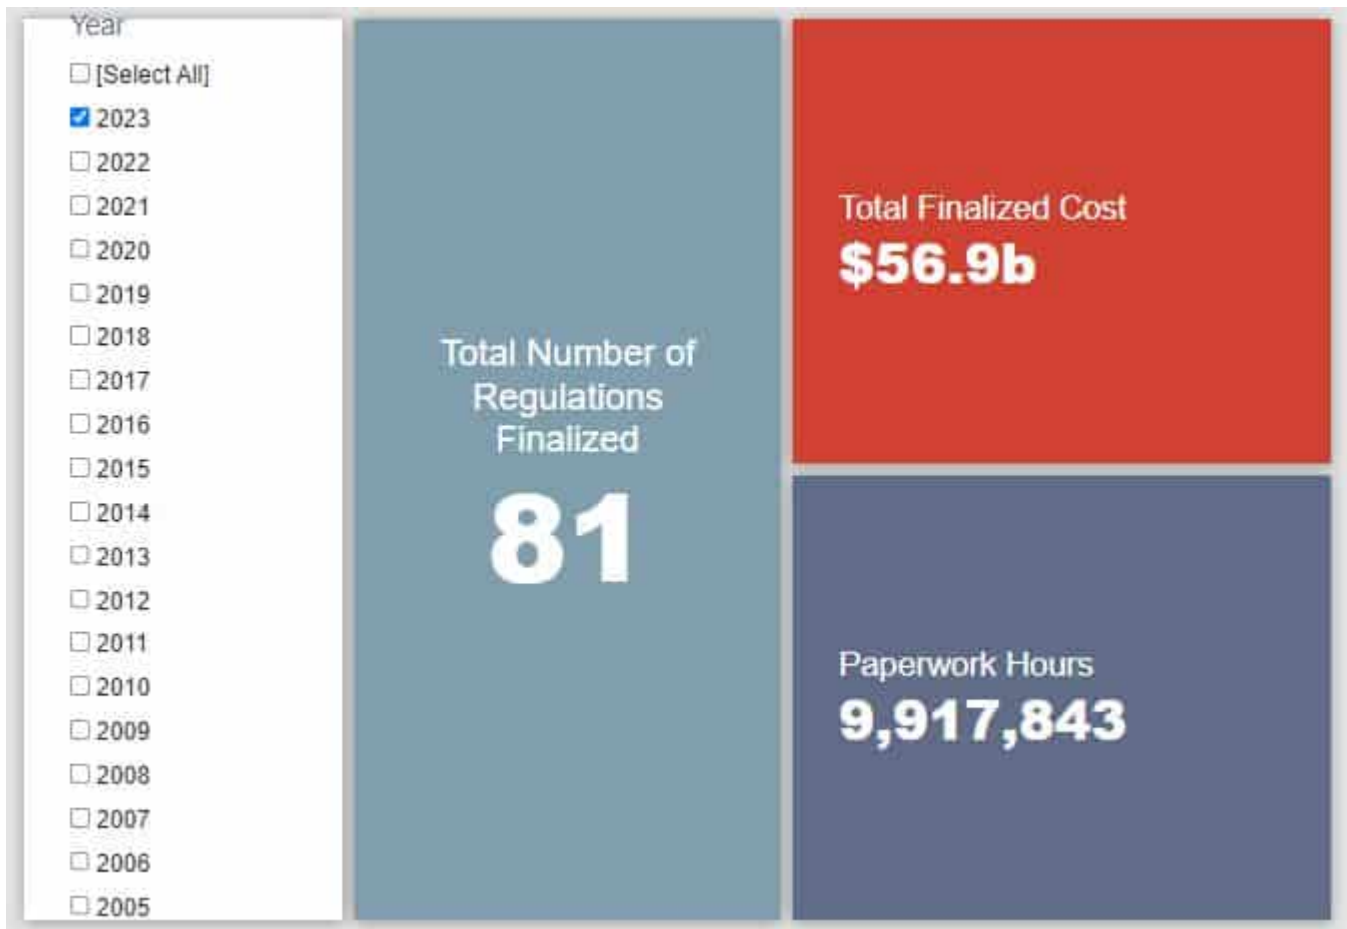 Year
[Select All]
2023
2022
2021
2020
2019
2018
2017
2016
2015
2014
2013
2012
2011
2010
2009
2008
2007
2006
2005
Total Number of
Regulations
Finalized
81
Total Finalized Cost
$56.9b
Paperwork Hours
9,917,843